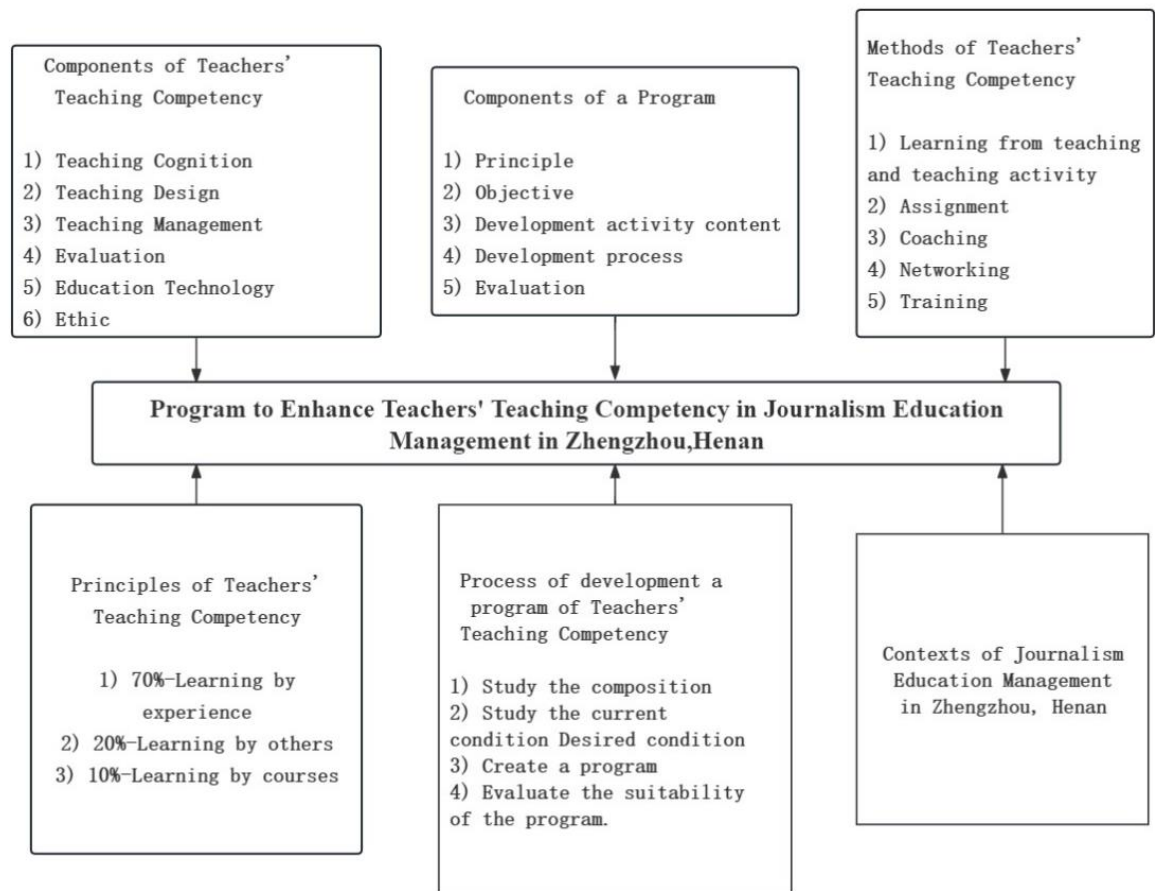 Components of Teachers'
Teaching Competency
1) Teaching Cognition
2) Teaching Design
3) Teaching Management
4) Evaluation
5) Education Technology
6) Ethic
Components of a Program
1) Principle
2) Objective
3) Development activity content
4) Development process
5) Evaluation
Methods of Teachers'
Teaching Competency
1) Learning from teaching
and teaching activity
2) Assignment
3) Coaching
4) Networking
5) Training
Program to Enhance Teachers' Teaching Competency in Journalism Education
Management in Zhengzhou,Henan
Principles of Teachers'
Teaching Competency
1) 70%-Learning by
experience
2) 20%-Learning by others
3) 10%-Learning by courses
Process of development a
program of Teachers'
Teaching Competency
1) Study the composition
2) Study the current
condition Desired condition
3) Create a program
4) Evaluate the suitability
of the program.
Contexts of Journalism
Education Management
in Zhengzhou, Henan